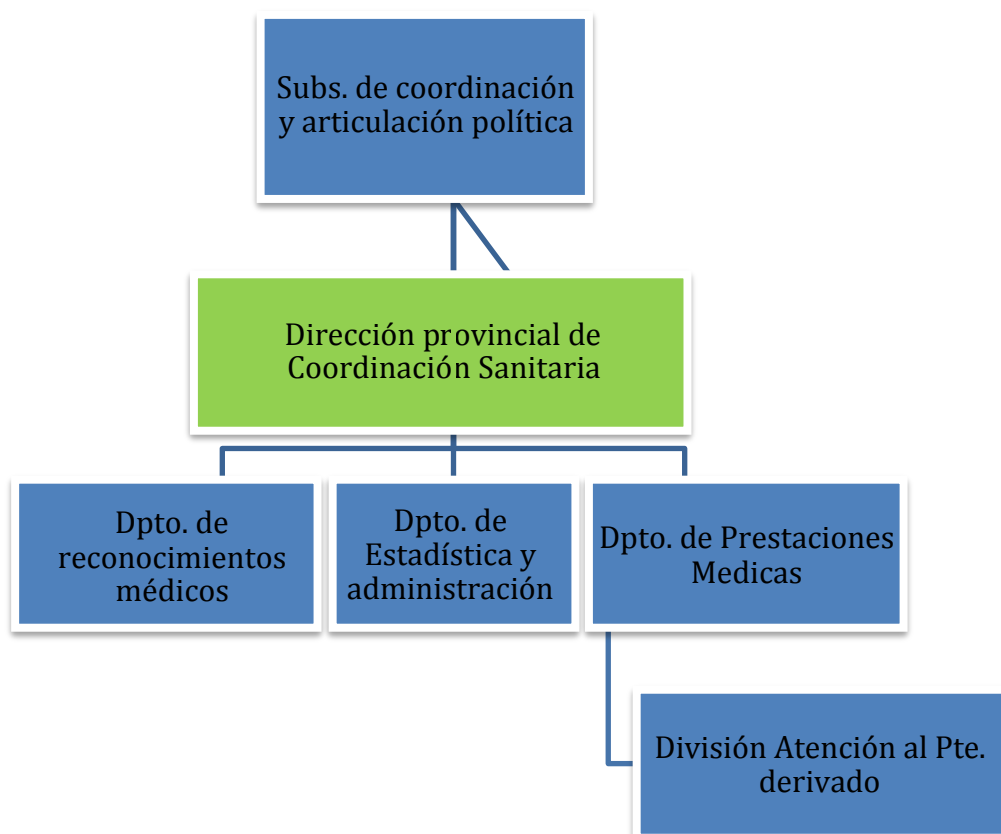 Subs. de coordinación
y articulación política
Dirección provincial de
Coordinación Sanitaria
Dpto. de
reconocimientos
médicos
Dpto. de
Estadística y
administración
Dpto. de Prestaciones
Medicas
División Atención al Pte.
derivado